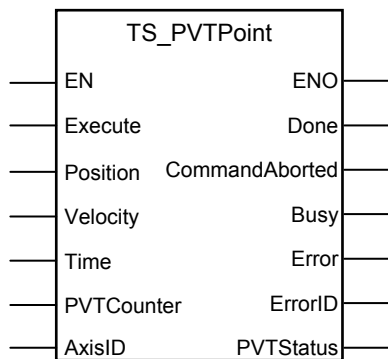 TS_PVTPoint
EN ENO
Execute Done
Position CommandAborted
Velocity Busy
Time Error
PVTCounter ErrorID
AxisID PVTStatus